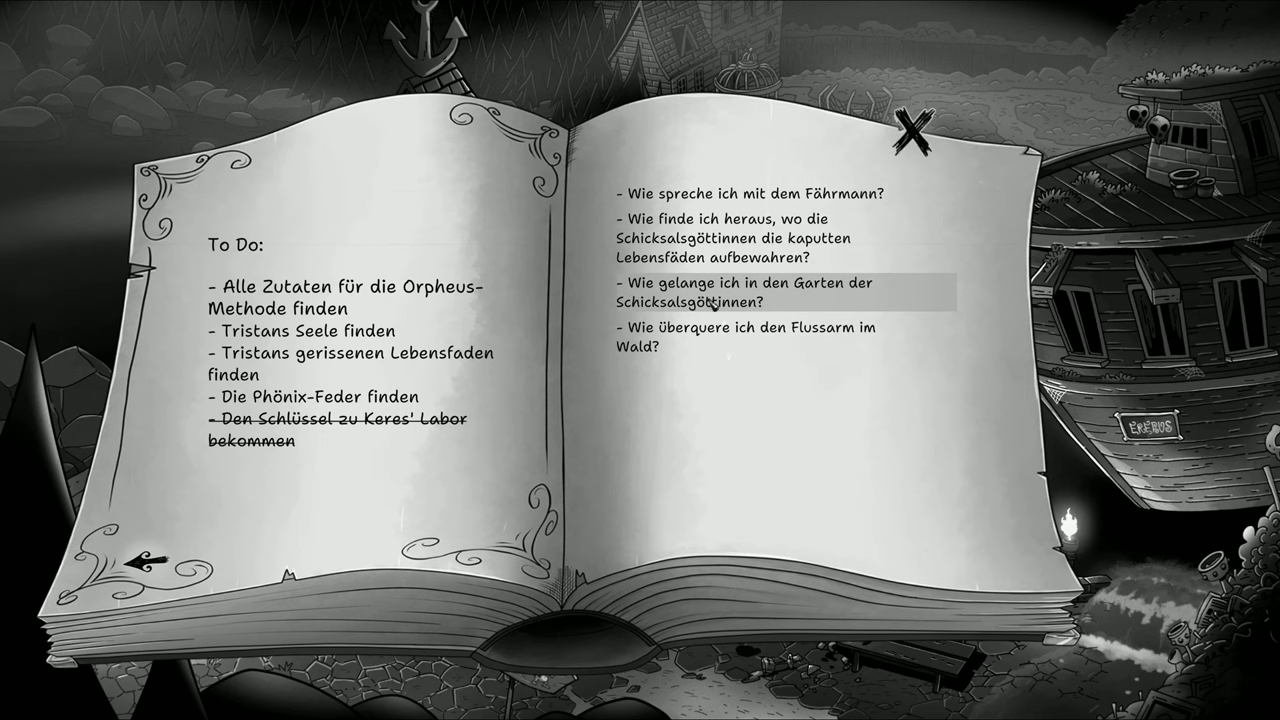 To Do:
- Alle Zutaten für die Orpheus-
Methode finden
- Tristans Seele finden
- Tristans gerissenen Lebensfaden
finden
- Die Phönix-Feder finden
- Den Schlüssel zu Keres' Labor
bekommen
- Wie spreche ich mit dem Fährmann?
- Wie finde ich heraus, wo die
Schicksalsgöttinnen die kaputten
Lebensfäden aufbewahren?
- Wie gelange ich in den Garten der
Schicksalsgöttinnen?
- Wie überquere ich den Flussarm im
Wald?
EREBUS